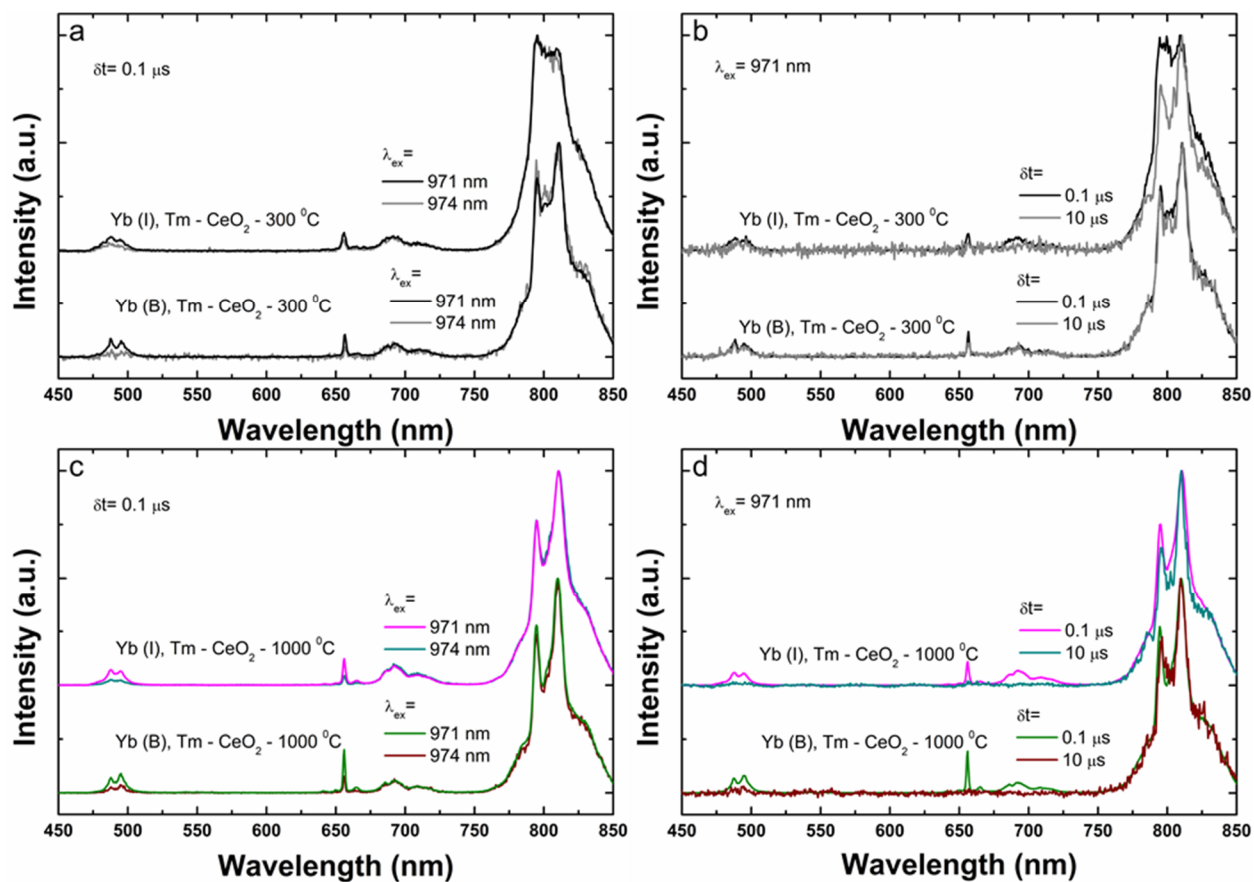 a
δt= 0.1 μs
Intensity (a.u.)
λex=
971 nm
974 nm
Yb (I), Tm - CeO2 - 300 ⁰C
λex=
971 nm
974 nm
Yb (B), Tm - CeO2 - 300 ⁰C
450 500 550 600 650 700 750 800 850
Wavelength (nm)
b
λex= 971 nm
Intensity (a.u.)
δt=
0.1 μs
10 μs
Yb (I), Tm - CeO2 - 300 ⁰C
δt=
0.1 μs
10 μs
Yb (B), Tm - CeO2 - 300 ⁰C
450 500 550 600 650 700 750 800 850
Wavelength (nm)
c
δt= 0.1 μs
Intensity (a.u.)
λex=
971 nm
974 nm
Yb (I), Tm - CeO2 - 1000 ⁰C
λex=
971 nm
974 nm
Yb (B), Tm - CeO2 - 1000 ⁰C
450 500 550 600 650 700 750 800 850
Wavelength (nm)
d
λex= 971 nm
Intensity (a.u.)
δt=
0.1 μs
10 μs
Yb (I), Tm - CeO2 - 1000 ⁰C
δt=
0.1 μs
10 μs
Yb (B), Tm - CeO2 - 1000 ⁰C
450 500 550 600 650 700 750 800 850
Wavelength (nm)